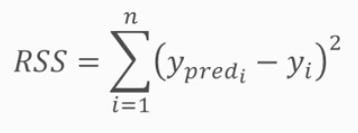 RSS = \sum_{i=1}^{n} (y_{pred_i} - y_i)^2